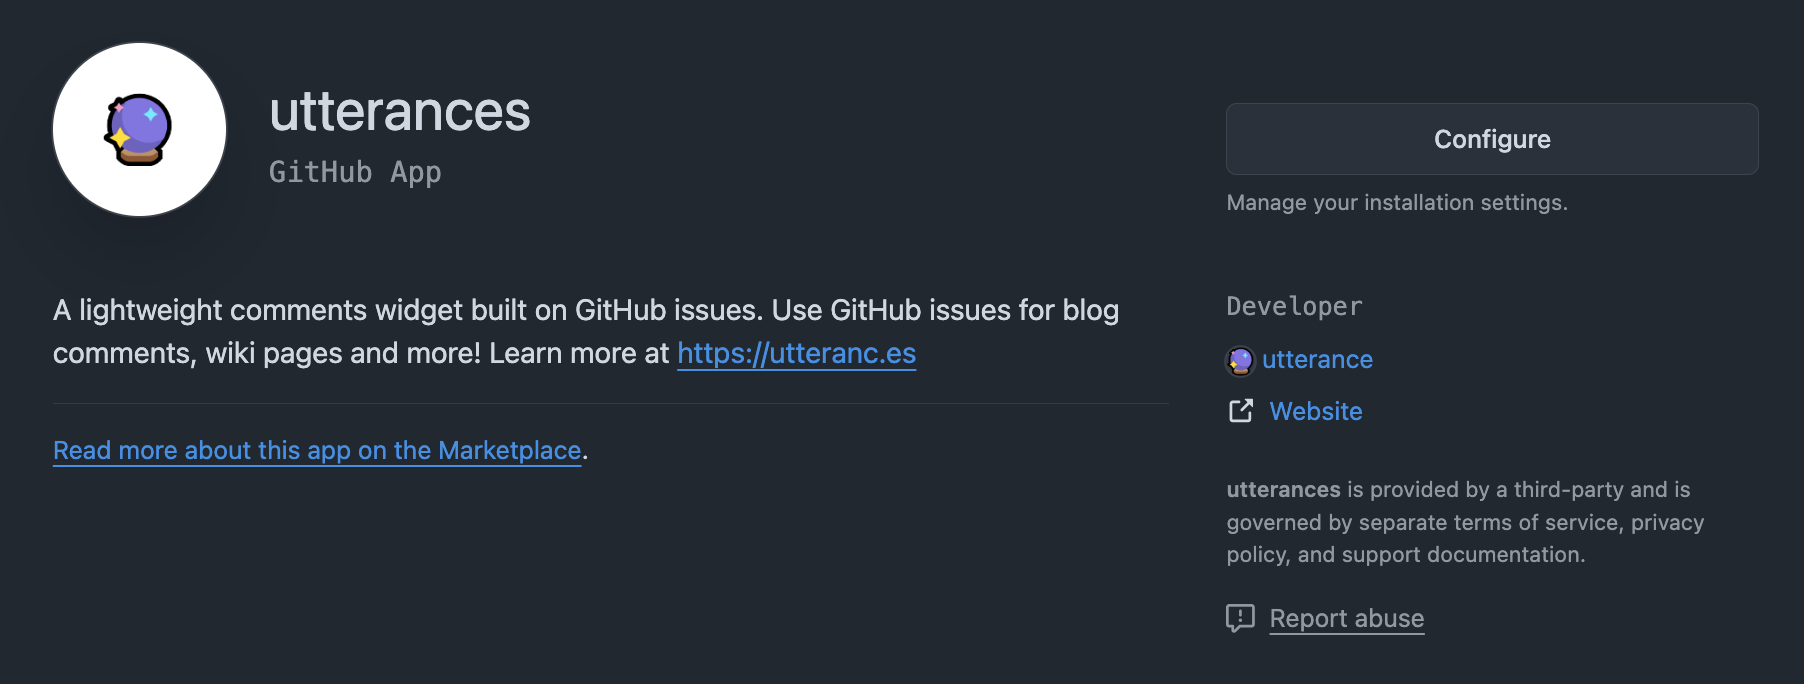 utterances
GitHub App
A lightweight comments widget built on GitHub issues. Use GitHub issues for blog
comments, wiki pages and more! Learn more at https://utteranc.es
Read more about this app on the Marketplace.
Configure
Manage your installation settings.
Developer
utterance
Website
utterances is provided by a third-party and is
governed by separate terms of service, privacy
policy, and support documentation.
Report abuse